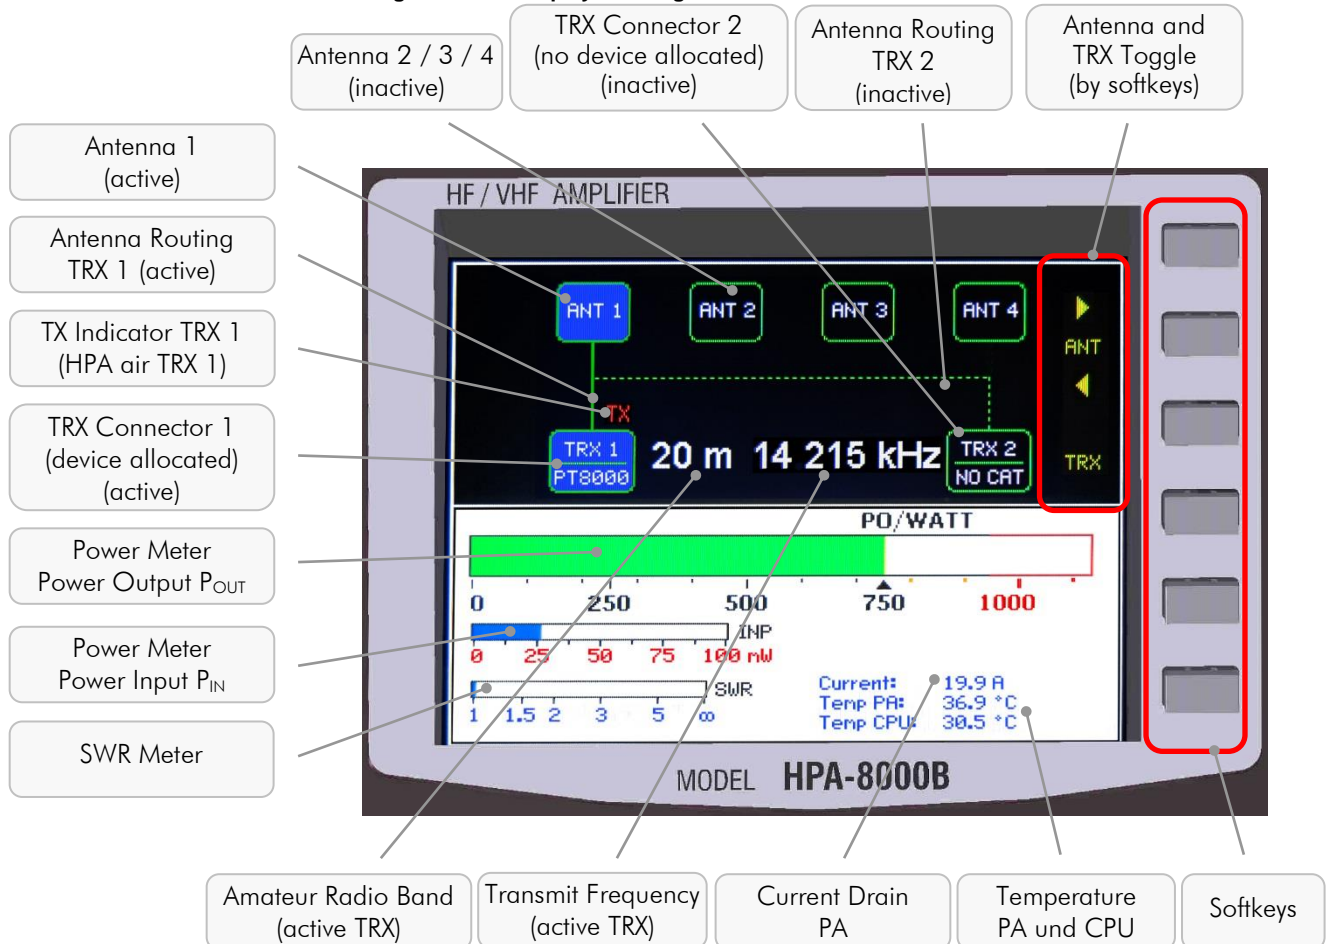 TRX Connector 2
(no device allocated)
(inactive)
Antenna 2 / 3 / 4
(inactive)
Antenna Routing
TRX 2
(inactive)
Antenna and
TRX Toggle
(by softkeys)
Antenna 1
(active)
Antenna Routing
TRX 1 (active)
TX Indicator TRX 1
(HPA air TRX 1)
TRX Connector 1
(device allocated)
(active)
Power Meter
Power Output POUT
Power Meter
Power Input PIN
SWR Meter
HF / VHF AMPLIFIER
ANT 1
ANT 2
ANT 3
ANT 4
ANT
TX
TRX 1
PT8000
20 m 14 215 kHz
TRX 2
NO CAT
TRX
PO/WATT
0 250 500 750 1000
INP
0 25 50 75 100 mW
SWR
1 1.5 2 3 5 ∞
Current: 19.9 A
Temp PA: 36.9 °C
Temp CPU: 30.5 °C
MODEL HPA-8000B
Amateur Radio Band
(active TRX)
Transmit Frequency
(active TRX)
Current Drain
PA
Temperature
PA und CPU
Softkeys